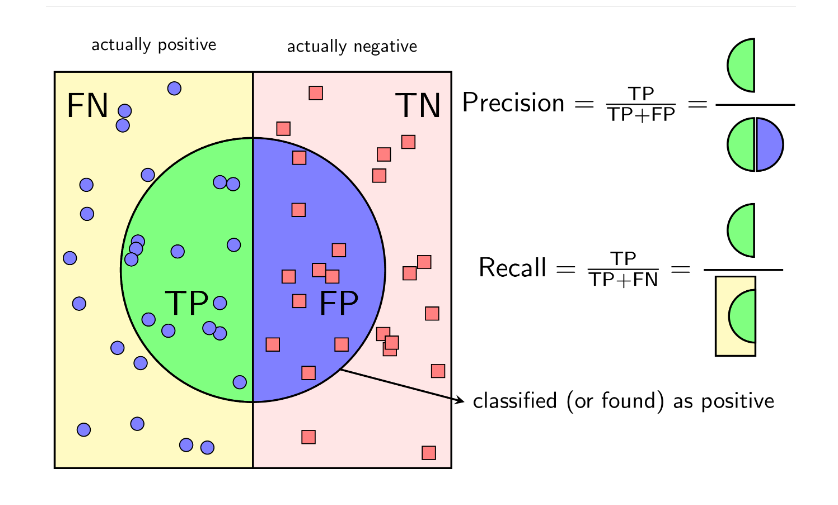 actually positive
actually negative
FN
TN
Precision = TP/TP+FP =
TP
FP
Recall = TP/TP+FN =
classified (or found) as positive